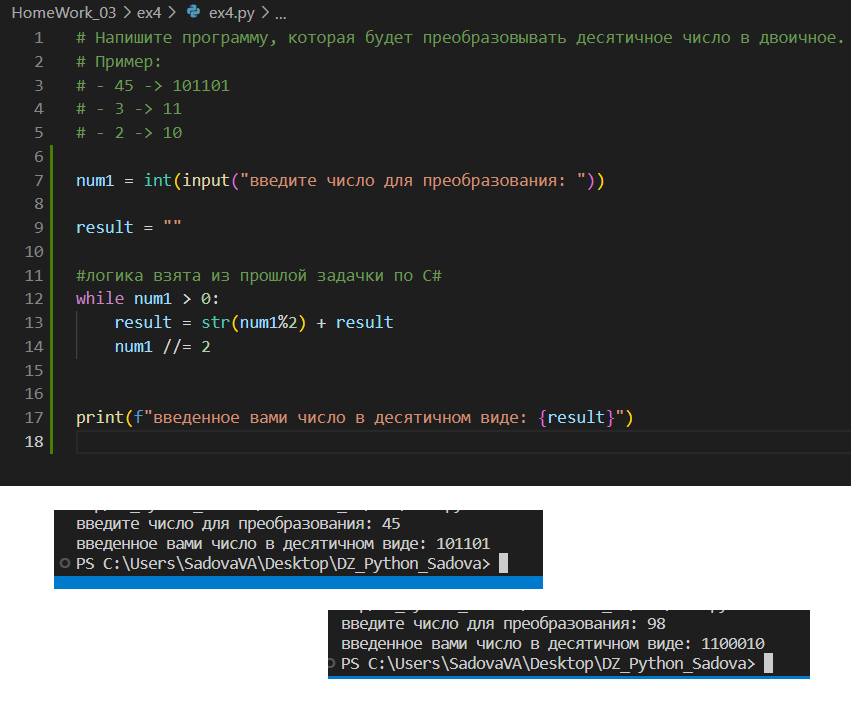 HomeWork_03 > ex4 > ex4.py > ...
1 # Напишите программу, которая будет преобразовывать десятичное число в двоичное.
2 # Пример:
3 # - 45 -> 101101
4 # - 3 -> 11
5 # - 2 -> 10
6
7 num1 = int(input("введите число для преобразования: "))
8
9 result = ""
10
11 #логика взята из прошлой задачки по C#
12 while num1 > 0:
13     result = str(num1%2) + result
14     num1 //= 2
15
16
17 print(f"введенное вами число в десятичном виде: {result}")
18
введите число для преобразования: 45
введенное вами число в десятичном виде: 101101
PS C:\Users\SadovaVA\Desktop\DZ_Python_Sadova>
введите число для преобразования: 98
введенное вами число в десятичном виде: 1100010
PS C:\Users\SadovaVA\Desktop\DZ_Python_Sadova>